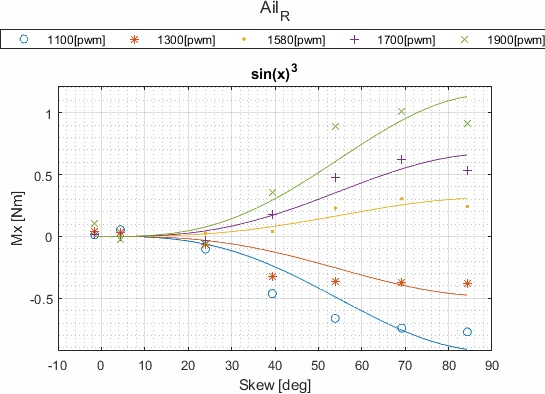 Ail_R
1100[pwm] 1300[pwm] 1580[pwm] 1700[pwm] 1900[pwm]
sin(x)³
1
0.5
0
-0.5
Mx [Nm]
-10 0 10 20 30 40 50 60 70 80 90
Skew [deg]